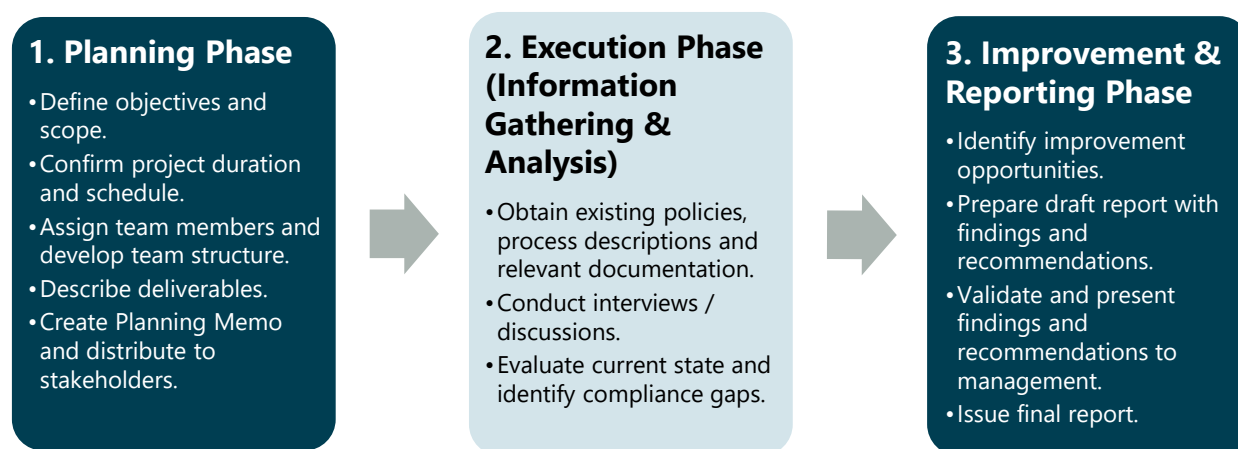 1. Planning Phase
•Define objectives and
scope.
•Confirm project duration
and schedule.
•Assign team members and
develop team structure.
•Describe deliverables.
•Create Planning Memo
and distribute to
stakeholders.
2. Execution Phase
(Information
Gathering &
Analysis)
•Obtain existing policies,
process descriptions and
relevant documentation.
•Conduct interviews /
discussions.
•Evaluate current state and
identify compliance gaps.
3. Improvement &
Reporting Phase
•Identify improvement
opportunities.
•Prepare draft report with
findings and
recommendations.
•Validate and present
findings and
recommendations to
management.
•Issue final report.